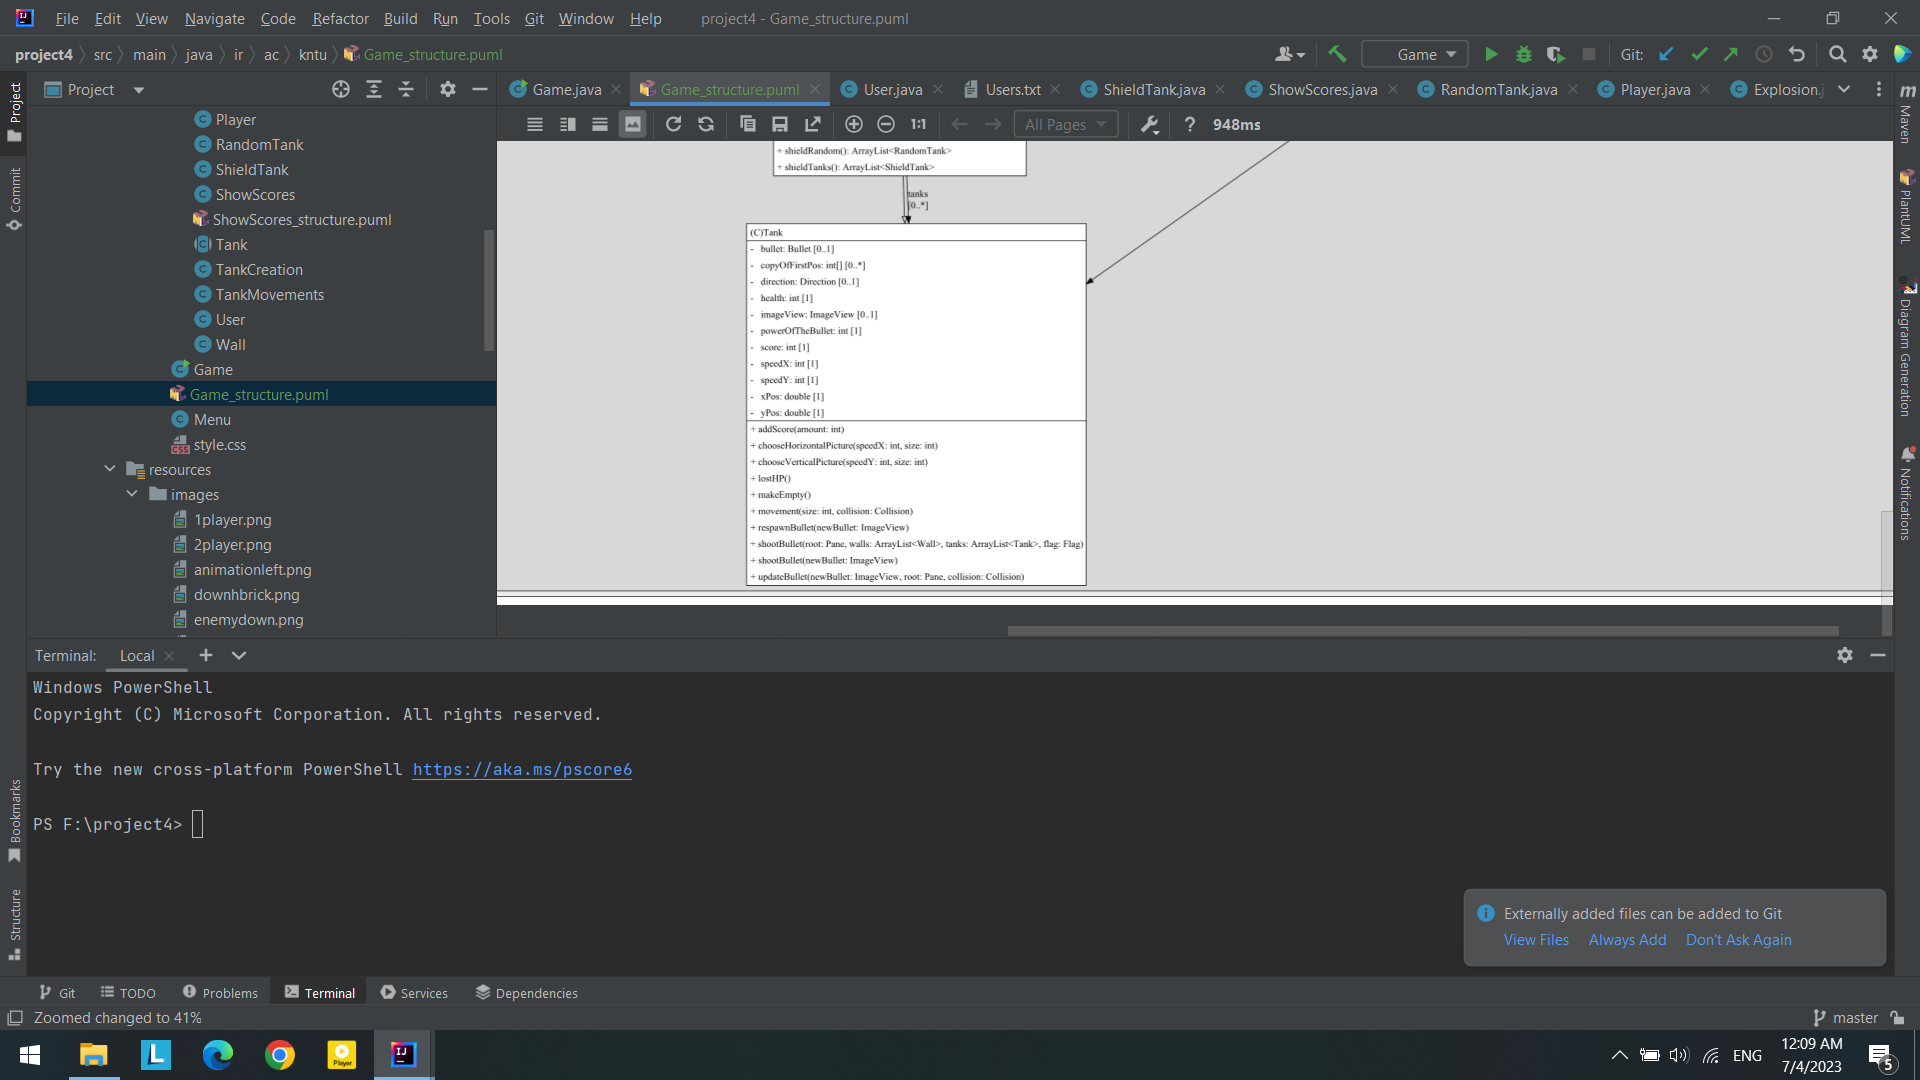 File Edit View Navigate Code Refactor Build Run Tools Git Window Help project4 - Game_structure.puml
project4 src main java ir ac kntu Game_structure.puml Game Git:
Project
Game.java Game_structure.puml User.java Users.txt ShieldTank.java ShowScores.java RandomTank.java Player.java Explosion.j
All Pages 1:1 ? 948ms
Project
Commit
Bookmarks
Structure
Player
RandomTank
ShieldTank
ShowScores
ShowScores_structure.puml
Tank
TankCreation
TankMovements
User
Wall
Game
Game_structure.puml
Menu
style.css
resources
images
1player.png
2player.png
animationleft.png
downhbrick.png
enemydown.png
+ shieldRandom(): ArrayList<RandomTank>
+ shieldTanks(): ArrayList<ShieldTank>
tanks
[0..*]
(C)Tank
- bullet: Bullet [0..1]
- copyOfFirstPos: int[] [0..*]
- direction: Direction [0..1]
- health: int [1]
- imageView: ImageView [0..1]
- powerOfTheBullet: int [1]
- score: int [1]
- speedX: int [1]
- speedY: int [1]
- xPos: double [1]
- yPos: double [1]
+ addScore(amount: int)
+ chooseHorizontalPicture(speedX: int, size: int)
+ chooseVerticalPicture(speedY: int, size: int)
+ lostHP()
+ makeEmpty()
+ movement(size: int, collision: Collision)
+ respawnBullet(newBullet: ImageView)
+ shootBullet(root: Pane, walls: ArrayList<Wall>, tanks: ArrayList<Tank>, flag: Flag)
+ shootBullet(newBullet: ImageView)
+ updateBullet(newBullet: ImageView, root: Pane, collision: Collision)
Maven
PlantUML
Diagram Generation
Notifications
Terminal: Local
Windows PowerShell
Copyright (C) Microsoft Corporation. All rights reserved.
Try the new cross-platform PowerShell https://aka.ms/pscore6
PS F:\project4>
Externally added files can be added to Git
View Files Always Add Don't Ask Again
Git TODO Problems Terminal Services Dependencies
Zoomed changed to 41% master
ENG 12:09 AM
7/4/2023
5